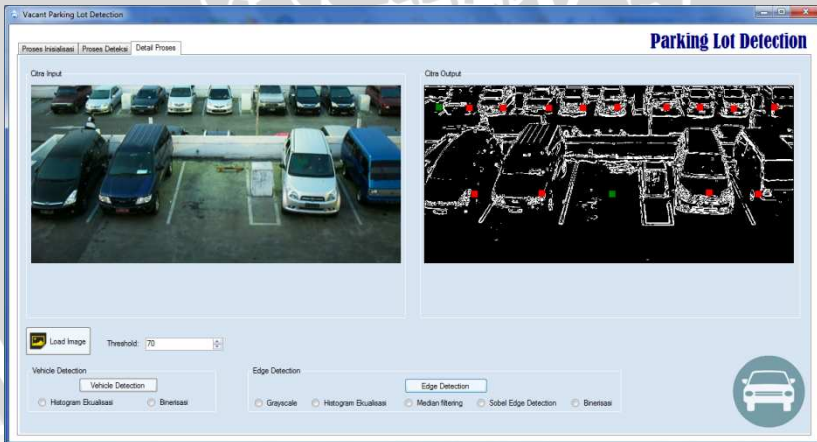 Vacant Parking Lot Detection
Parking Lot Detection
Proses Inisialisasi Proses Deteksi Detail Proses
Citra Input
Citra Output
Load Image
Threshold: 70
Vehicle Detection
Vehicle Detection
Histogram Ekualisasi Binerisasi
Edge Detection
Edge Detection
Grayscale Histogram Ekualisasi Median filtering Sobel Edge Detection Binerisasi